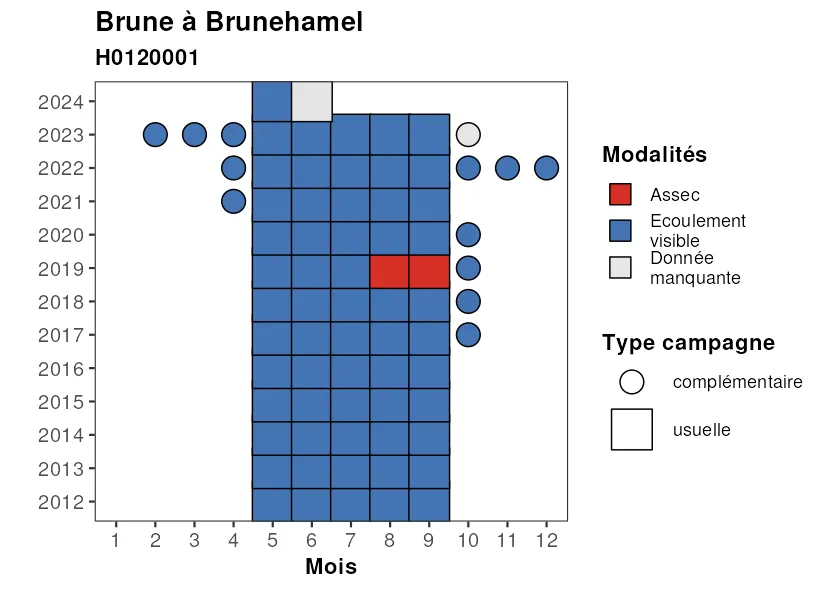 Brune à Brunehamel
H0120001
2024
2023
2022
2021
2020
2019
2018
2017
2016
2015
2014
2013
2012
1 2 3 4 5 6 7 8 9 10 11 12
Mois
Modalités
Assec
Ecoulement
visible
Donnée
manquante
Type campagne
complémentaire
usuelle